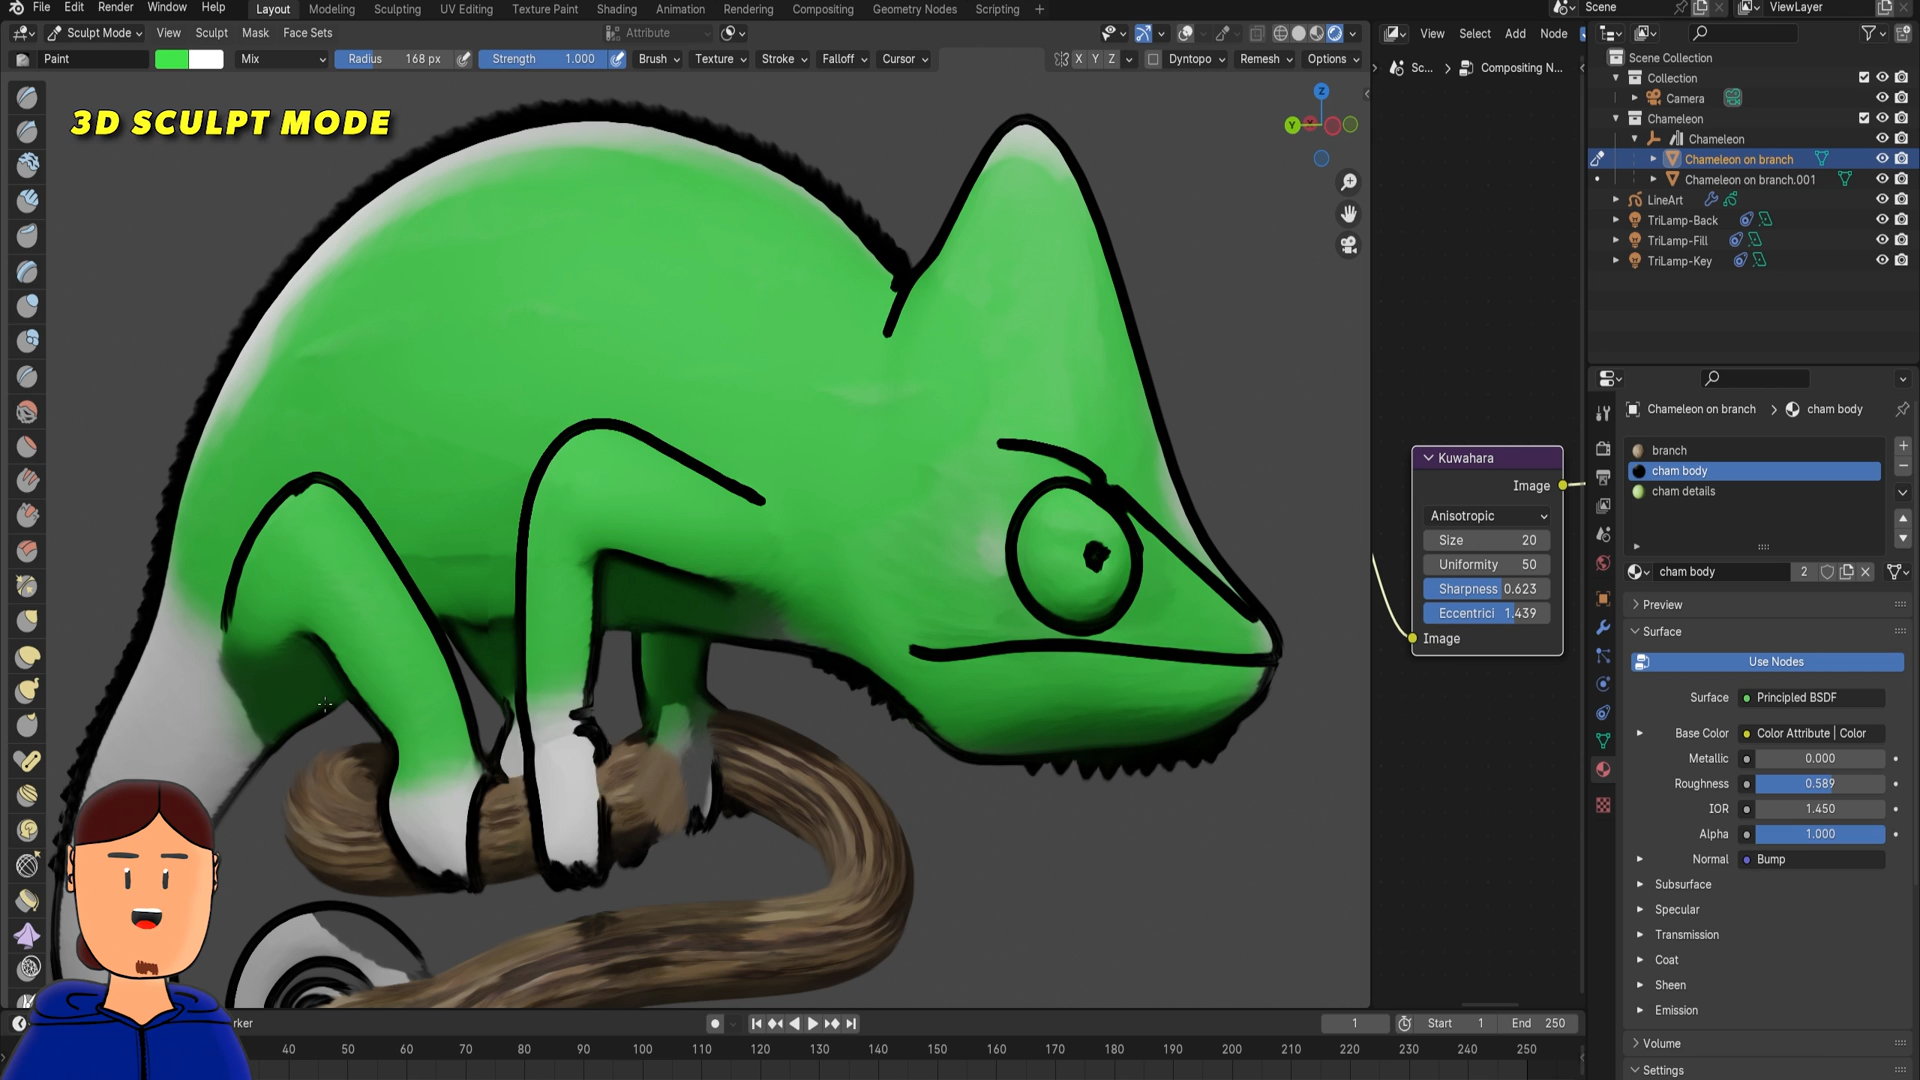 File Edit Render Window Help Layout Modeling Sculpting UV Editing Texture Paint Shading Animation Rendering Compositing Geometry Nodes Scripting + Scene ViewLayer
Sculpt Mode View Sculpt Mask Face Sets Attribute View Select Add Node
Paint Mix Radius 168 px Strength 1.000 Brush Texture Stroke Falloff Cursor X Y Z Dyntopo Remesh Options
Sc... Compositing N...
3D SCULPT MODE
Z
Y
X
Kuwahara
Image
Anisotropic
Size 20
Uniformity 50
Sharpness 0.623
Eccentrici 1.439
Image
Scene Collection
Collection
Camera
Chameleon
Chameleon
Chameleon on branch
Chameleon on branch.001
LineArt
TriLamp-Back
TriLamp-Fill
TriLamp-Key
Chameleon on branch cham body
branch
cham body
cham details
cham body 2
Preview
Surface
Use Nodes
Surface Principled BSDF
Base Color Color Attribute | Color
Metallic 0.000
Roughness 0.589
IOR 1.450
Alpha 1.000
Normal Bump
Subsurface
Specular
Transmission
Coat
Sheen
Emission
Volume
Settings
rker 1 Start 1 End 250
40 50 60 70 80 90 100 110 120 130 140 150 160 170 180 190 200 210 220 230 240 250